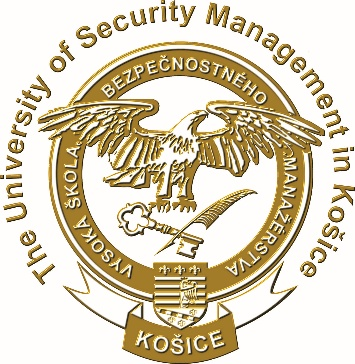 The University of Security Management in Košice
VYSOKÁ ŠKOLA BEZPEČNOSTNÉHO MANAŽÉRSTVA
KOŠICE